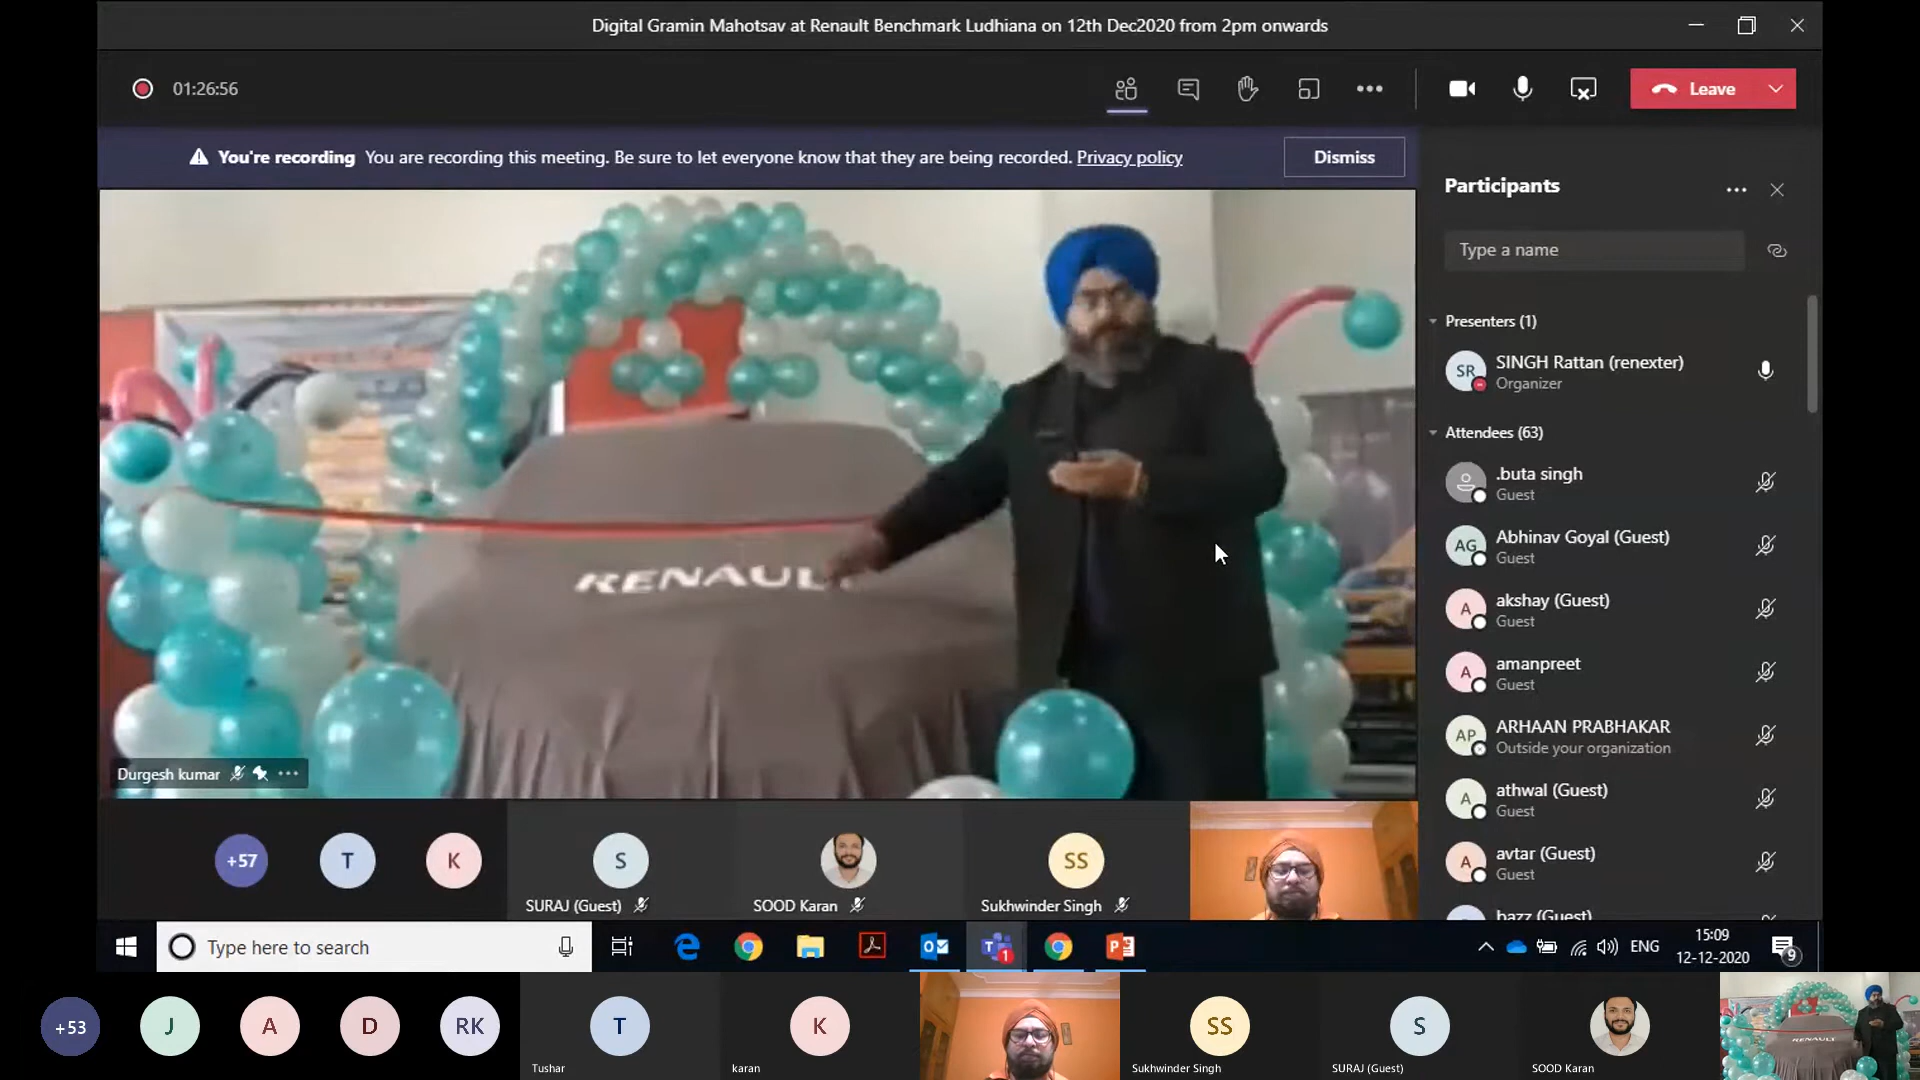 Digital Gramin Mahotsav at Renault Benchmark Ludhiana on 12th Dec2020 from 2pm onwards
01:26:56
Leave
You're recording You are recording this meeting. Be sure to let everyone know that they are being recorded. Privacy policy
Dismiss
Participants
Type a name
Presenters (1)
SR
SINGH Rattan (renexter)
Organizer
Attendees (63)
.buta singh
Guest
AG
Abhinav Goyal (Guest)
Guest
A
akshay (Guest)
Guest
A
amanpreet
Guest
AP
ARHAAN PRABHAKAR
Outside your organization
A
athwal (Guest)
Guest
A
avtar (Guest)
Guest
bazz (Guest)
RENAULT
Durgesh kumar
+57
T
K
S
SS
SURAJ (Guest)
SOOD Karan
Sukhwinder Singh
Type here to search
1
ENG
15:09
12-12-2020
9
+53
J
A
D
RK
T
K
SS
S
Tushar
karan
Sukhwinder Singh
SURAJ (Guest)
SOOD Karan
RENAULT